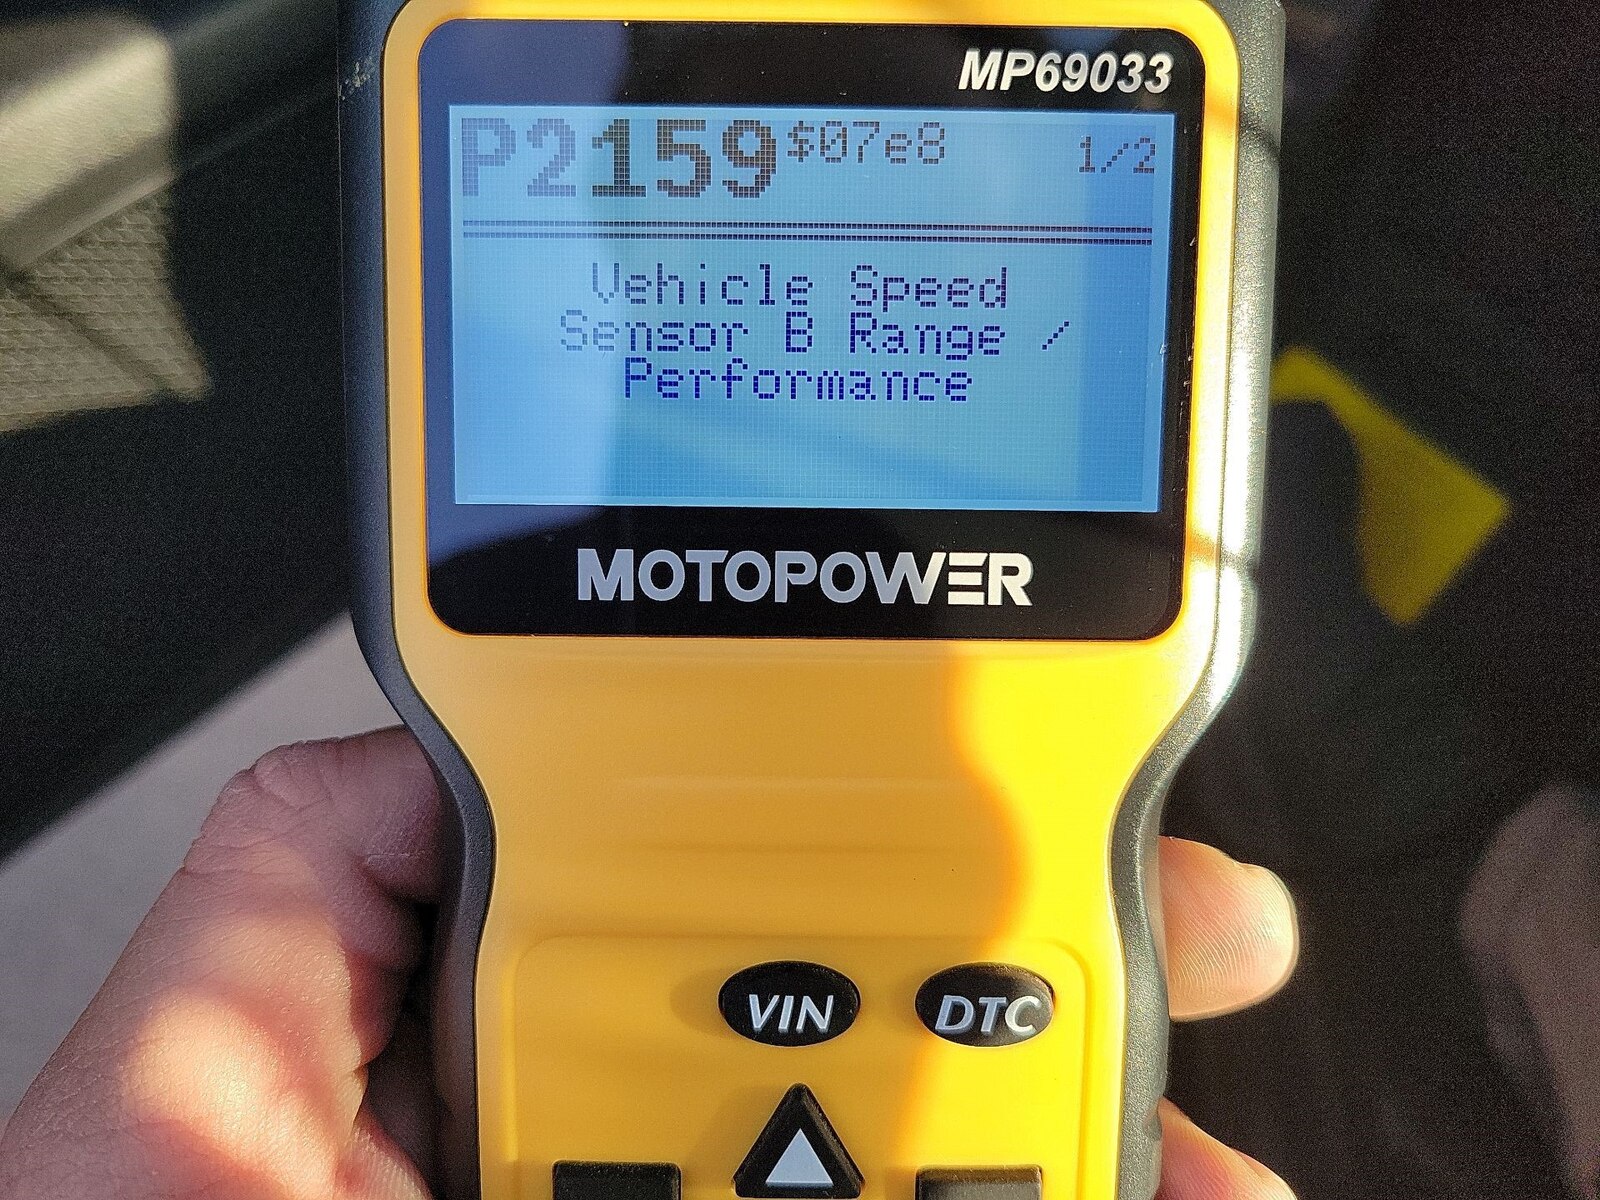 MP69033
P2159 $07e8 1/2
Vehicle Speed
Sensor B Range /
Performance
MOTOPOWER
VIN DTC